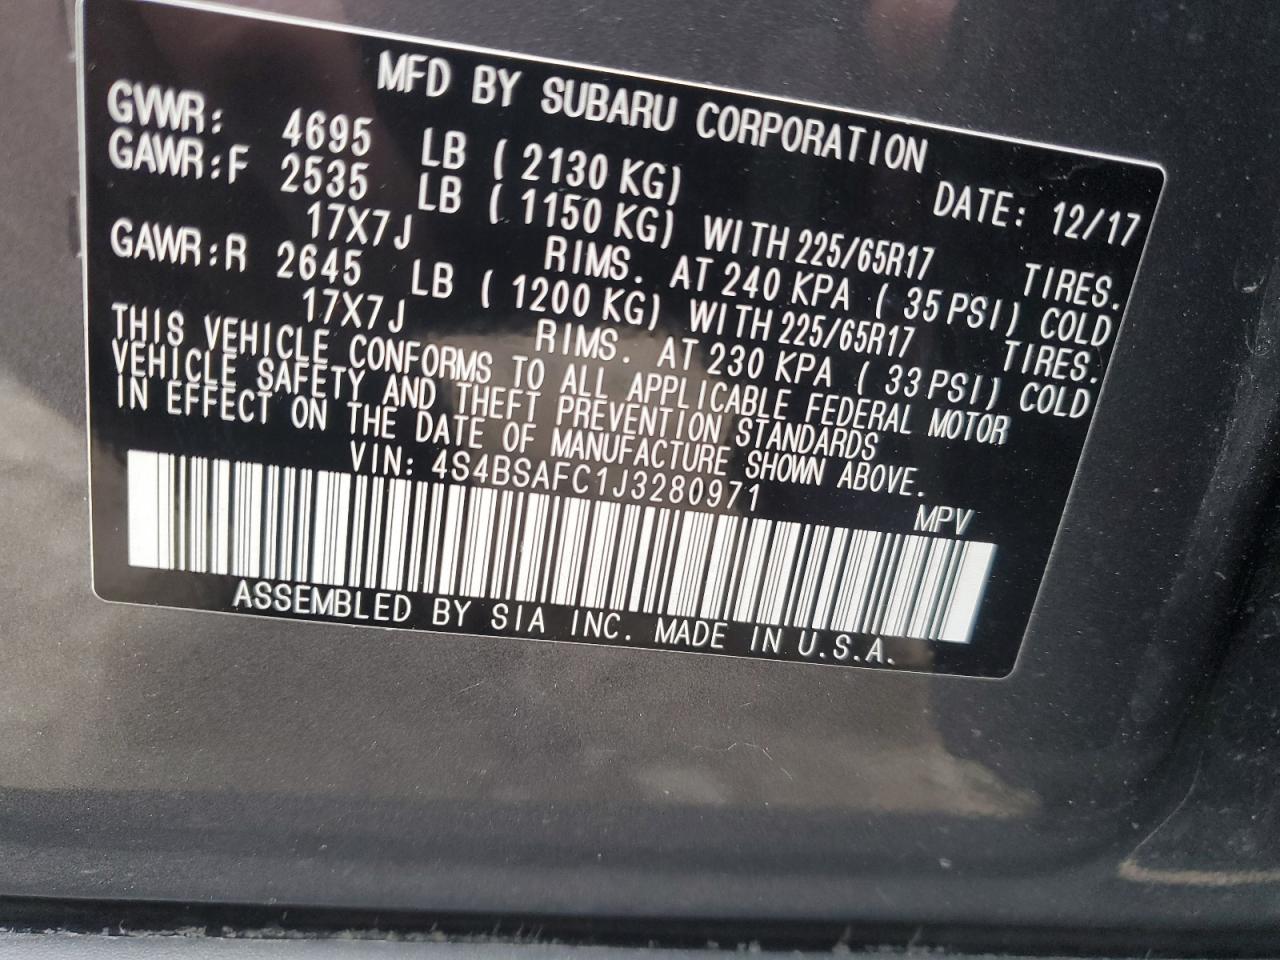 MFD BY SUBARU CORPORATION
DATE: 12/17
GVWR: 4695 LB ( 2130 KG)
GAWR:F 2535 LB ( 1150 KG) WITH 225/65R17 TIRES.
17X7J RIMS. AT 240 KPA ( 35 PSI) COLD
GAWR:R 2645 LB ( 1200 KG) WITH 225/65R17 TIRES.
17X7J RIMS. AT 230 KPA ( 33 PSI) COLD
THIS VEHICLE CONFORMS TO ALL APPLICABLE FEDERAL MOTOR
VEHICLE SAFETY AND THEFT PREVENTION STANDARDS
IN EFFECT ON THE DATE OF MANUFACTURE SHOWN ABOVE.
VIN: 4S4BSAFC1J3280971 MPV
ASSEMBLED BY SIA INC. MADE IN U.S.A.